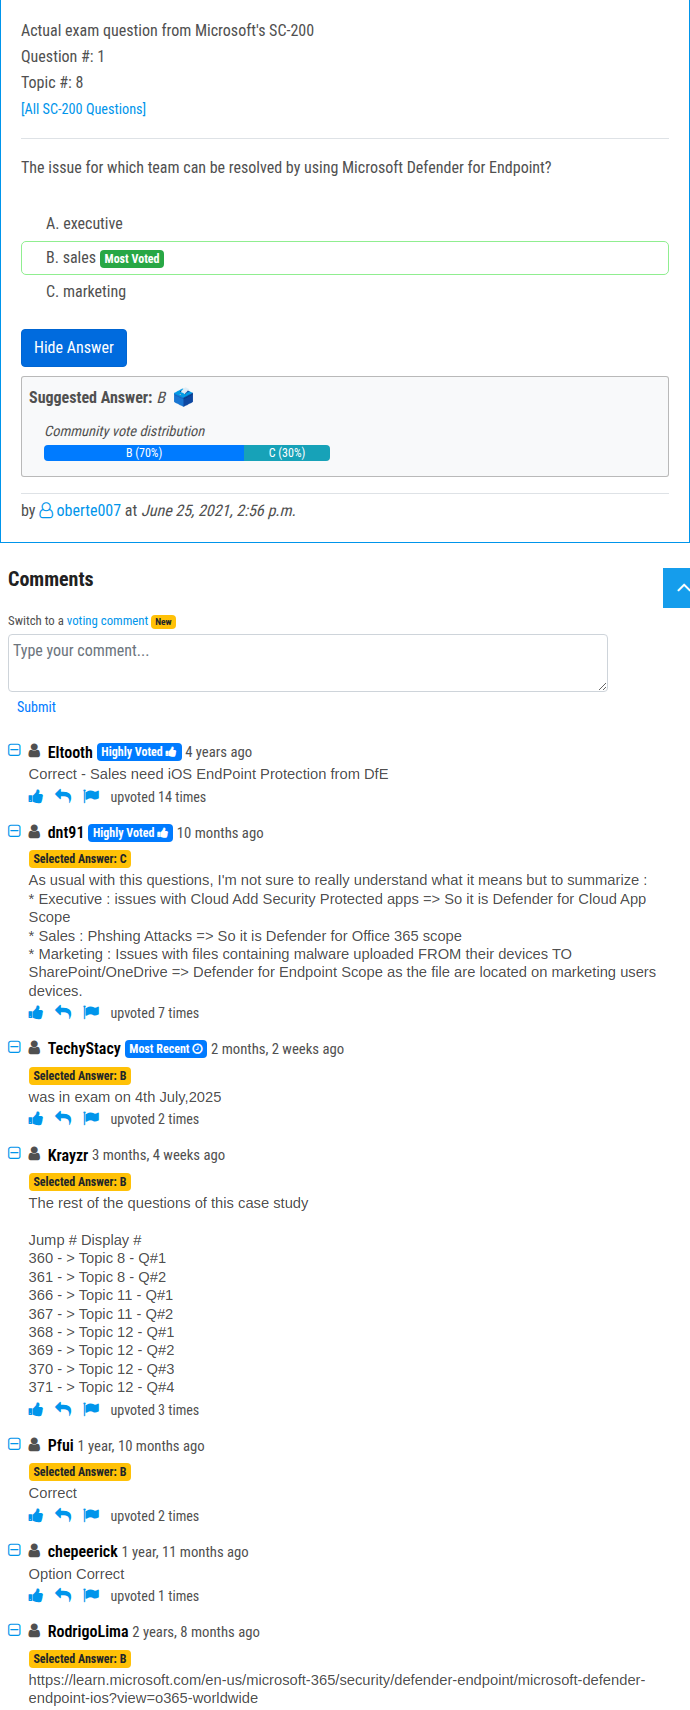 Actual exam question from Microsoft's SC-200
Question #: 1
Topic #: 8
[All SC-200 Questions]
The issue for which team can be resolved by using Microsoft Defender for Endpoint?
A. executive
B. sales Most Voted
C. marketing
Hide Answer
Suggested Answer: B
Community vote distribution
B (70%) C (30%)
by oberte007 at June 25, 2021, 2:56 p.m.
Comments
Switch to a voting comment New
Type your comment...
Submit
Eltooth Highly Voted 4 years ago
Correct - Sales need iOS EndPoint Protection from DfE
upvoted 14 times
dnt91 Highly Voted 10 months ago
Selected Answer: C
As usual with this questions, I'm not sure to really understand what it means but to summarize :
* Executive : issues with Cloud Add Security Protected apps => So it is Defender for Cloud App
Scope
* Sales : Phshing Attacks => So it is Defender for Office 365 scope
* Marketing : Issues with files containing malware uploaded FROM their devices TO
SharePoint/OneDrive => Defender for Endpoint Scope as the file are located on marketing users
devices.
upvoted 7 times
TechyStacy Most Recent 2 months, 2 weeks ago
Selected Answer: B
was in exam on 4th July,2025
upvoted 2 times
Krayzr 3 months, 4 weeks ago
Selected Answer: B
The rest of the questions of this case study
Jump # Display #
360 - > Topic 8 - Q#1
361 - > Topic 8 - Q#2
366 - > Topic 11 - Q#1
367 - > Topic 11 - Q#2
368 - > Topic 12 - Q#1
369 - > Topic 12 - Q#2
370 - > Topic 12 - Q#3
371 - > Topic 12 - Q#4
upvoted 3 times
Pfui 1 year, 10 months ago
Selected Answer: B
Correct
upvoted 2 times
chepeerick 1 year, 11 months ago
Option Correct
upvoted 1 times
RodrigoLima 2 years, 8 months ago
Selected Answer: B
https://learn.microsoft.com/en-us/microsoft-365/security/defender-endpoint/microsoft-defender-
endpoint-ios?view=o365-worldwide